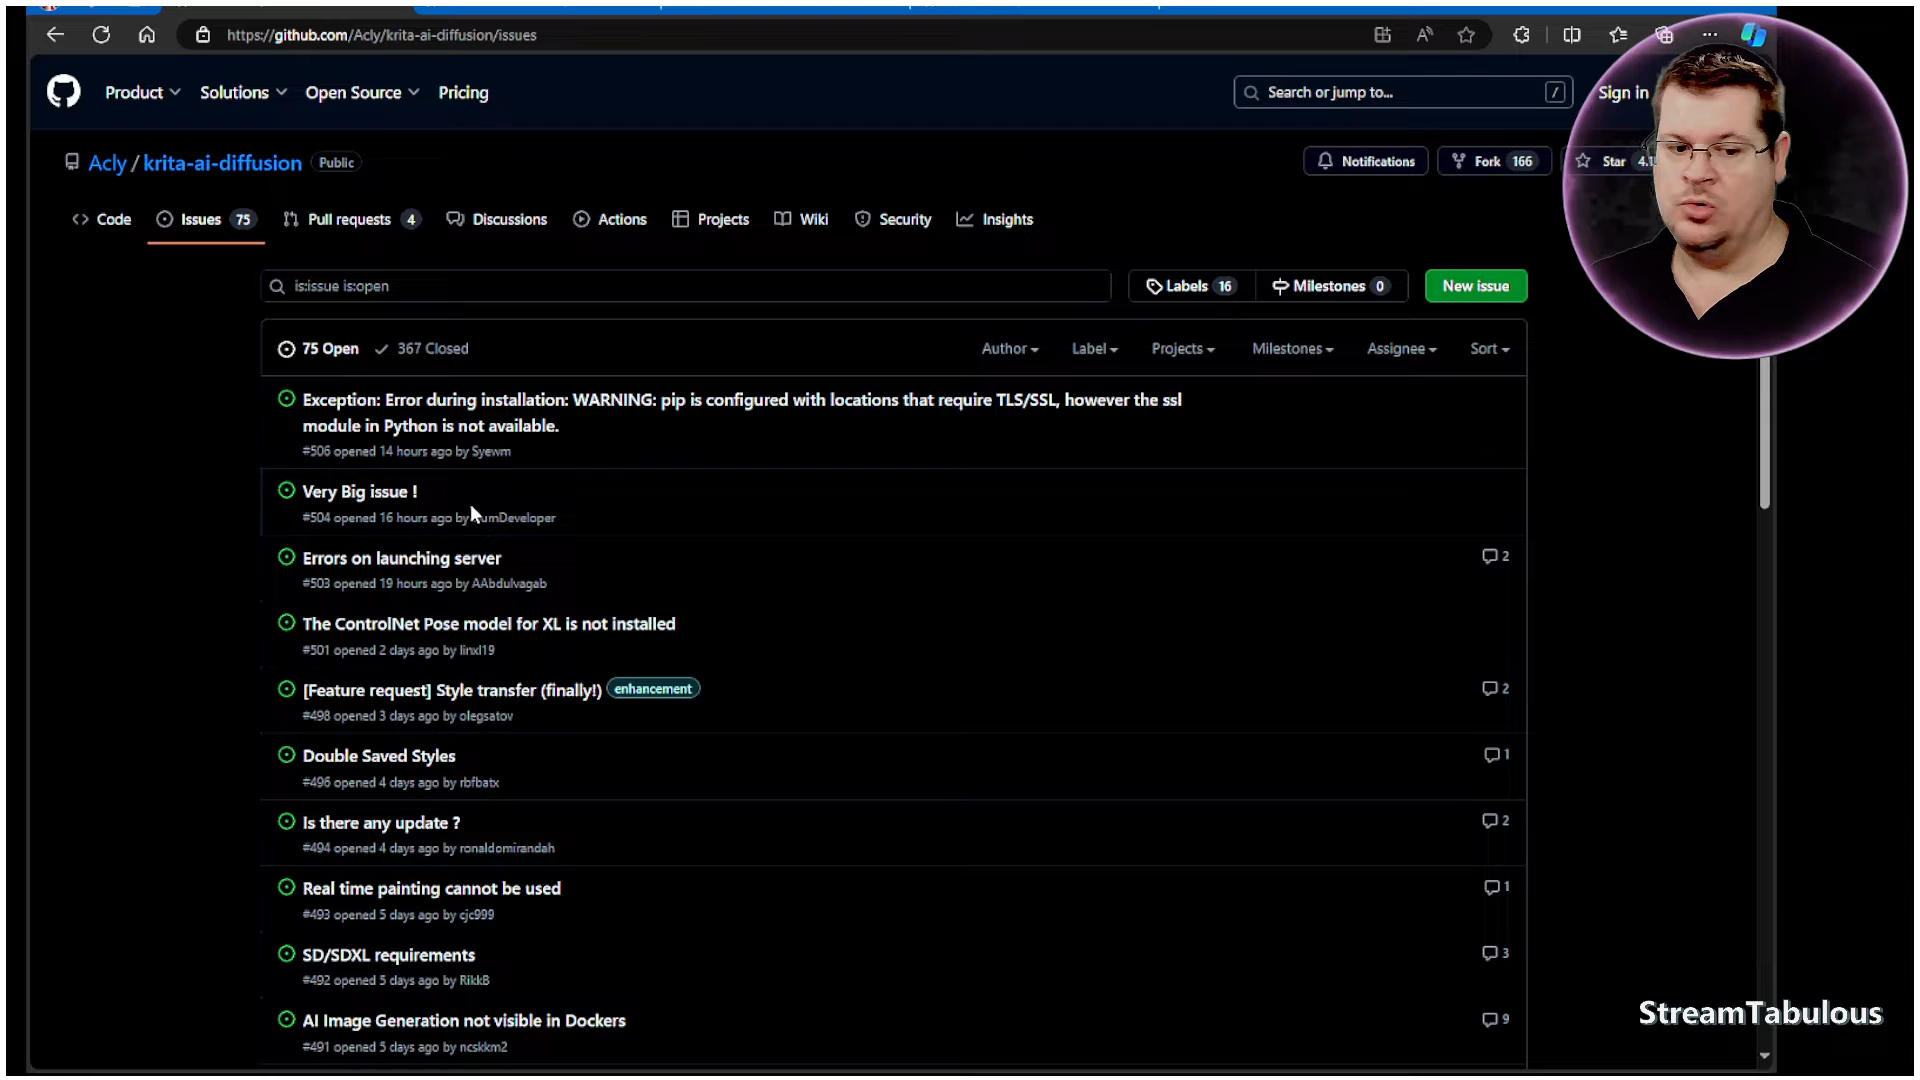 https://github.com/Acly/krita-ai-diffusion/issues
Product Solutions Open Source Pricing
Search or jump to... /
Sign in
Acly / krita-ai-diffusion Public
Notifications
Fork 166
Star
Code
Issues 75
Pull requests 4
Discussions
Actions
Projects
Wiki
Security
Insights
is:issue is:open
Labels 16
Milestones 0
New issue
75 Open
367 Closed
Author Label Projects Milestones Assignee Sort
Exception: Error during installation: WARNING: pip is configured with locations that require TLS/SSL, however the ssl
module in Python is not available.
#506 opened 14 hours ago by Syewm
Very Big issue !
#504 opened 16 hours ago by
Errors on launching server
2
#503 opened 19 hours ago by AAbdulvagab
The ControlNet Pose model for XL is not installed
#501 opened 2 days ago by linxl19
[Feature request] Style transfer (finally!) enhancement
2
#498 opened 3 days ago by olegsatov
Double Saved Styles
1
#496 opened 4 days ago by rbfbatx
Is there any update ?
2
#494 opened 4 days ago by ronaldomirandah
Real time painting cannot be used
1
#493 opened 5 days ago by cjc999
SD/SDXL requirements
3
#492 opened 5 days ago by RikkB
AI Image Generation not visible in Dockers
9
#491 opened 5 days ago by ncskkm2
StreamTabulous